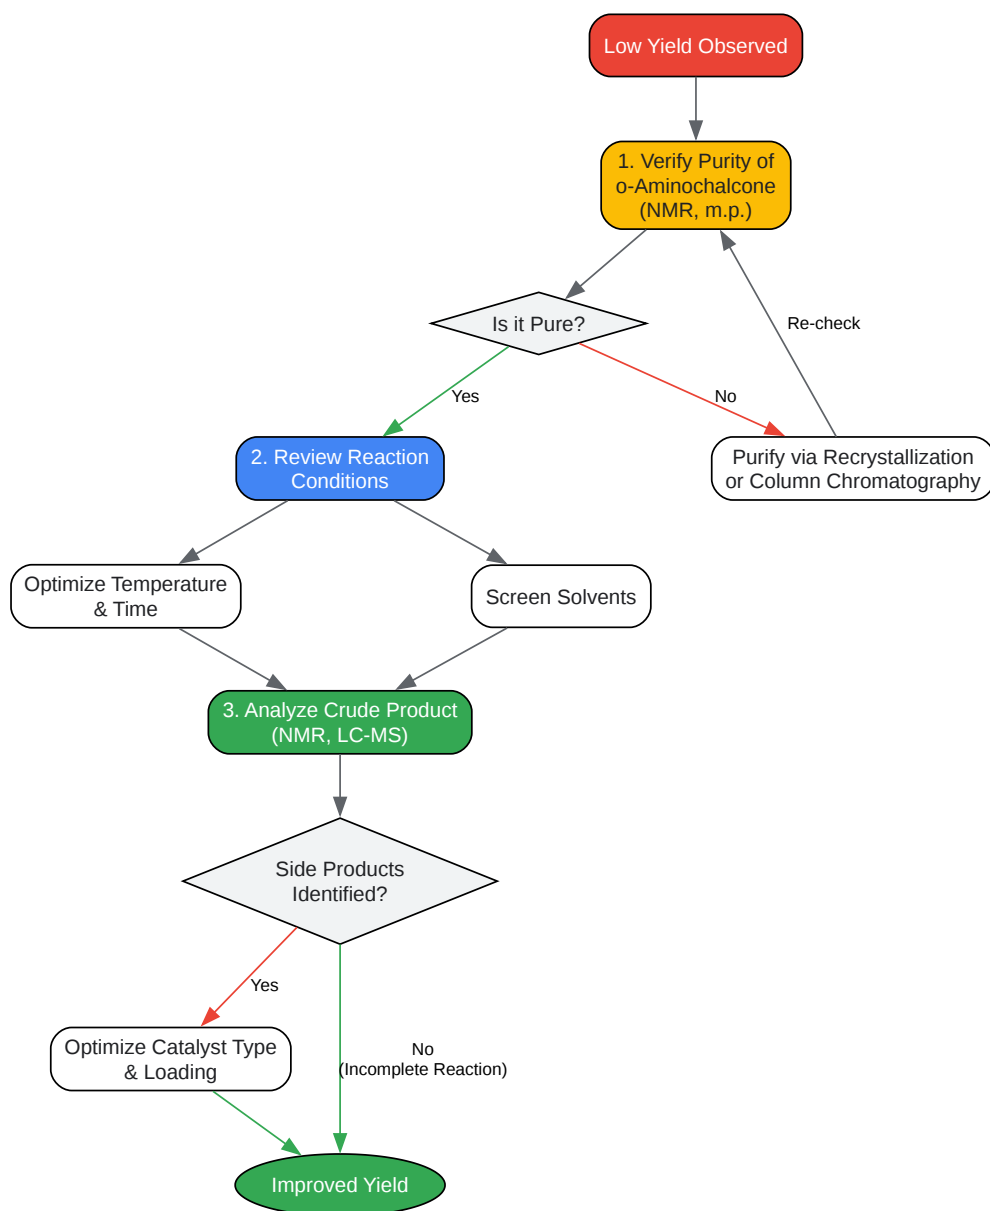 Low Yield Observed
1. Verify Purity of
o-Aminochalcone
(NMR, m.p.)
Is it Pure?
Re-check
Yes
No
2. Review Reaction
Conditions
Purify via Recrystallization
or Column Chromatography
Optimize Temperature
& Time
Screen Solvents
3. Analyze Crude Product
(NMR, LC-MS)
Side Products
Identified?
Yes
No
(Incomplete Reaction)
Optimize Catalyst Type
& Loading
Improved Yield